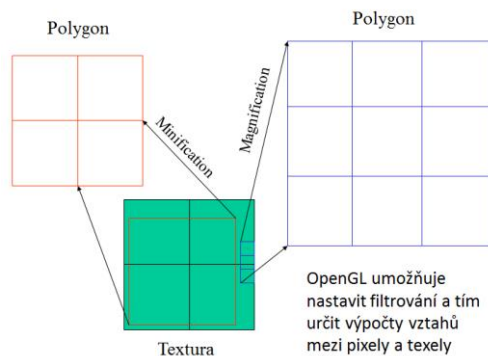 Polygon
Polygon
Minification
Magnification
Textura
OpenGL umožňuje
nastavit filtrování a tím
určit výpočty vztahů
mezi pixely a texely